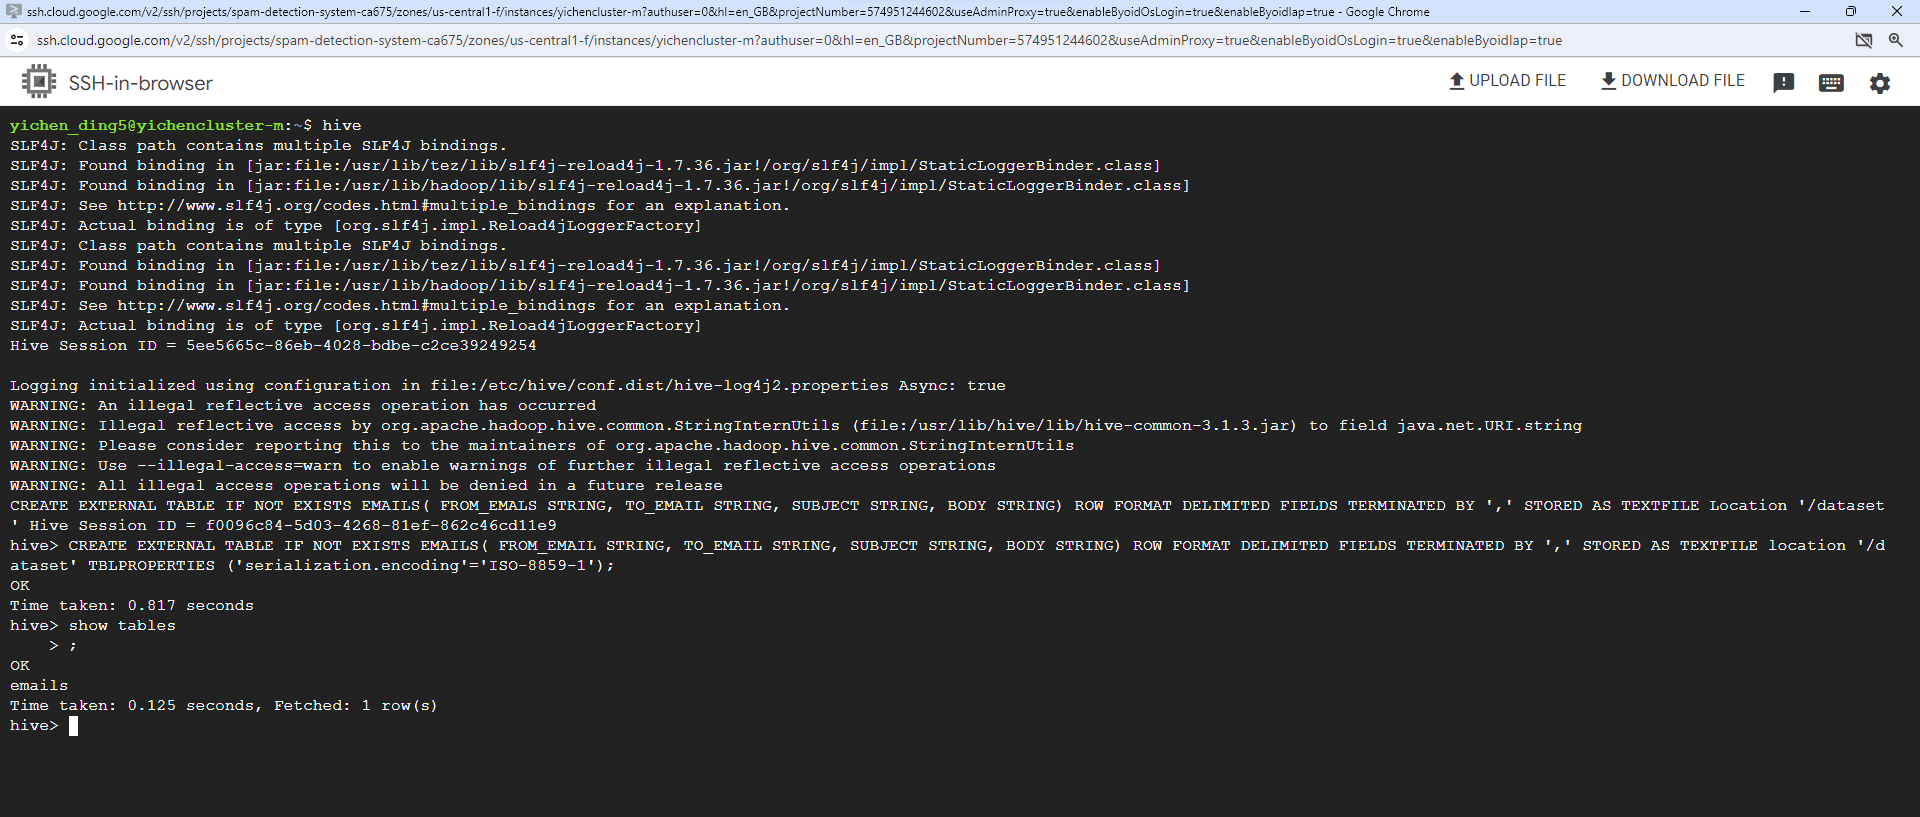 ssh.cloud.google.com/v2/ssh/projects/spam-detection-system-ca675/zones/us-central1-f/instances/yichencluster-m?authuser=0&hl=en_GB&projectNumber=574951244602&useAdminProxy=true&enableByoidOsLogin=true&enableByoidIap=true - Google Chrome
ssh.cloud.google.com/v2/ssh/projects/spam-detection-system-ca675/zones/us-central1-f/instances/yichencluster-m?authuser=0&hl=en_GB&projectNumber=574951244602&useAdminProxy=true&enableByoidOsLogin=true&enableByoidIap=true
SSH-in-browser
UPLOAD FILE
DOWNLOAD FILE
yichen_ding5@yichencluster-m:~$ hive
SLF4J: Class path contains multiple SLF4J bindings.
SLF4J: Found binding in [jar:file:/usr/lib/tez/lib/slf4j-reload4j-1.7.36.jar!/org/slf4j/impl/StaticLoggerBinder.class]
SLF4J: Found binding in [jar:file:/usr/lib/hadoop/lib/slf4j-reload4j-1.7.36.jar!/org/slf4j/impl/StaticLoggerBinder.class]
SLF4J: See http://www.slf4j.org/codes.html#multiple_bindings for an explanation.
SLF4J: Actual binding is of type [org.slf4j.impl.Reload4jLoggerFactory]
SLF4J: Class path contains multiple SLF4J bindings.
SLF4J: Found binding in [jar:file:/usr/lib/tez/lib/slf4j-reload4j-1.7.36.jar!/org/slf4j/impl/StaticLoggerBinder.class]
SLF4J: Found binding in [jar:file:/usr/lib/hadoop/lib/slf4j-reload4j-1.7.36.jar!/org/slf4j/impl/StaticLoggerBinder.class]
SLF4J: See http://www.slf4j.org/codes.html#multiple_bindings for an explanation.
SLF4J: Actual binding is of type [org.slf4j.impl.Reload4jLoggerFactory]
Hive Session ID = 5ee5665c-86eb-4028-bdbe-c2ce39249254
Logging initialized using configuration in file:/etc/hive/conf.dist/hive-log4j2.properties Async: true
WARNING: An illegal reflective access operation has occurred
WARNING: Illegal reflective access by org.apache.hadoop.hive.common.StringInternUtils (file:/usr/lib/hive/lib/hive-common-3.1.3.jar) to field java.net.URI.string
WARNING: Please consider reporting this to the maintainers of org.apache.hadoop.hive.common.StringInternUtils
WARNING: Use --illegal-access=warn to enable warnings of further illegal reflective access operations
WARNING: All illegal access operations will be denied in a future release
CREATE EXTERNAL TABLE IF NOT EXISTS EMAILS( FROM_EMALS STRING, TO_EMAIL STRING, SUBJECT STRING, BODY STRING) ROW FORMAT DELIMITED FIELDS TERMINATED BY ',' STORED AS TEXTFILE Location '/dataset
' Hive Session ID = f0096c84-5d03-4268-81ef-862c46cd11e9
hive> CREATE EXTERNAL TABLE IF NOT EXISTS EMAILS( FROM_EMAIL STRING, TO_EMAIL STRING, SUBJECT STRING, BODY STRING) ROW FORMAT DELIMITED FIELDS TERMINATED BY ',' STORED AS TEXTFILE location '/d
ataset' TBLPROPERTIES ('serialization.encoding'='ISO-8859-1');
OK
Time taken: 0.817 seconds
hive> show tables
    > ;
OK
emails
Time taken: 0.125 seconds, Fetched: 1 row(s)
hive>